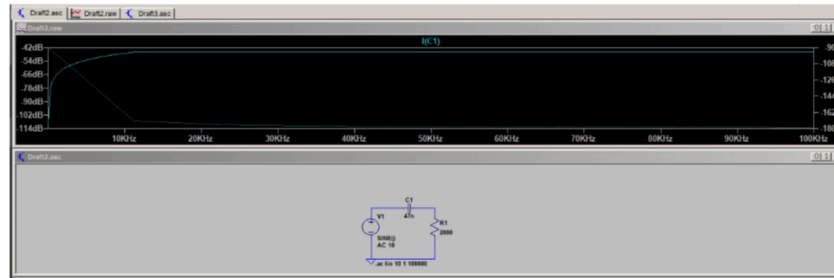 Draft2.asc Draft2.raw Draft3.asc
Draft2.raw
I(C1)
-42dB -90
-54dB -108
-66dB -126
-78dB -144
-90dB
-102dB -162
-114dB -180
10KHz 20KHz 30KHz 40KHz 50KHz 60KHz 70KHz 80KHz 90KHz 100KHz
Draft2.asc
C1
V1 47n R1
2000
SINE()
AC 10
.ac lin 10 1 100000